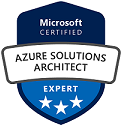 Microsoft
CERTIFIED
AZURE SOLUTIONS
ARCHITECT
EXPERT